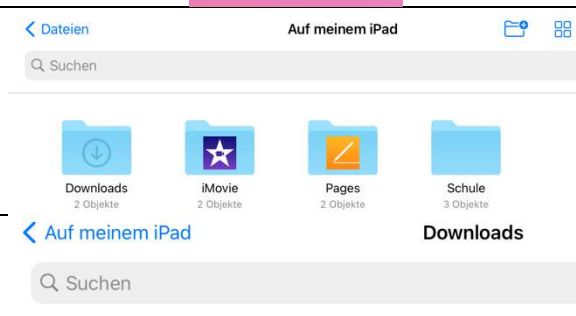 Dateien Auf meinem iPad
Suchen
Downloads iMovie Pages Schule
2 Objekte 2 Objekte 2 Objekte 3 Objekte
Auf meinem iPad Downloads
Suchen